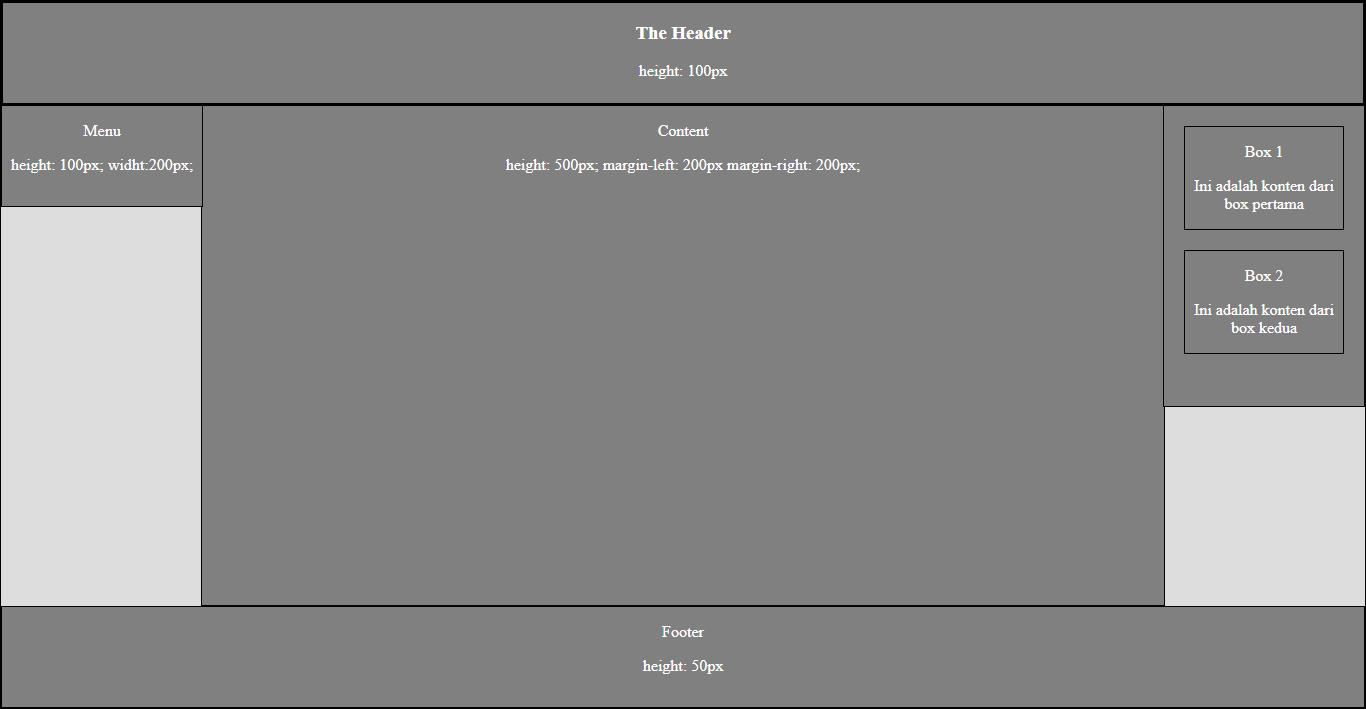 The Header
height: 100px
Menu
height: 100px; widht:200px;
Content
height: 500px; margin-left: 200px margin-right: 200px;
Box 1
Ini adalah konten dari
box pertama
Box 2
Ini adalah konten dari
box kedua
Footer
height: 50px